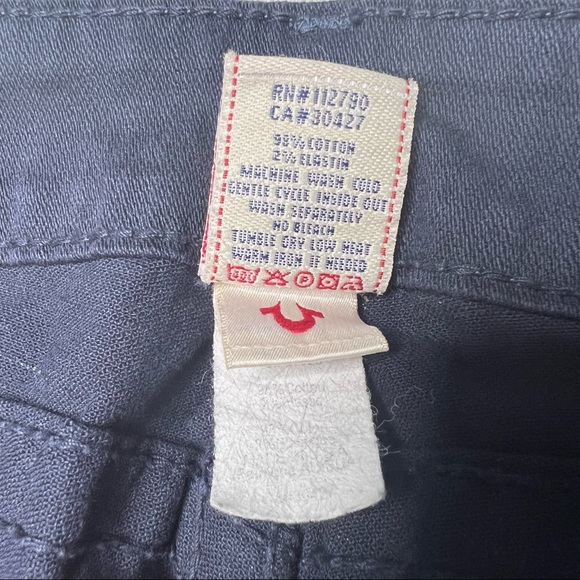 RN#112790
CA#30427
98% COTTON
2% ELASTIN
MACHINE WASH COLD
GENTLE CYCLE INSIDE OUT
WASH SEPARATELY
NO BLEACH
TUMBLE DRY LOW HEAT
WARM IRON IF NEEDED